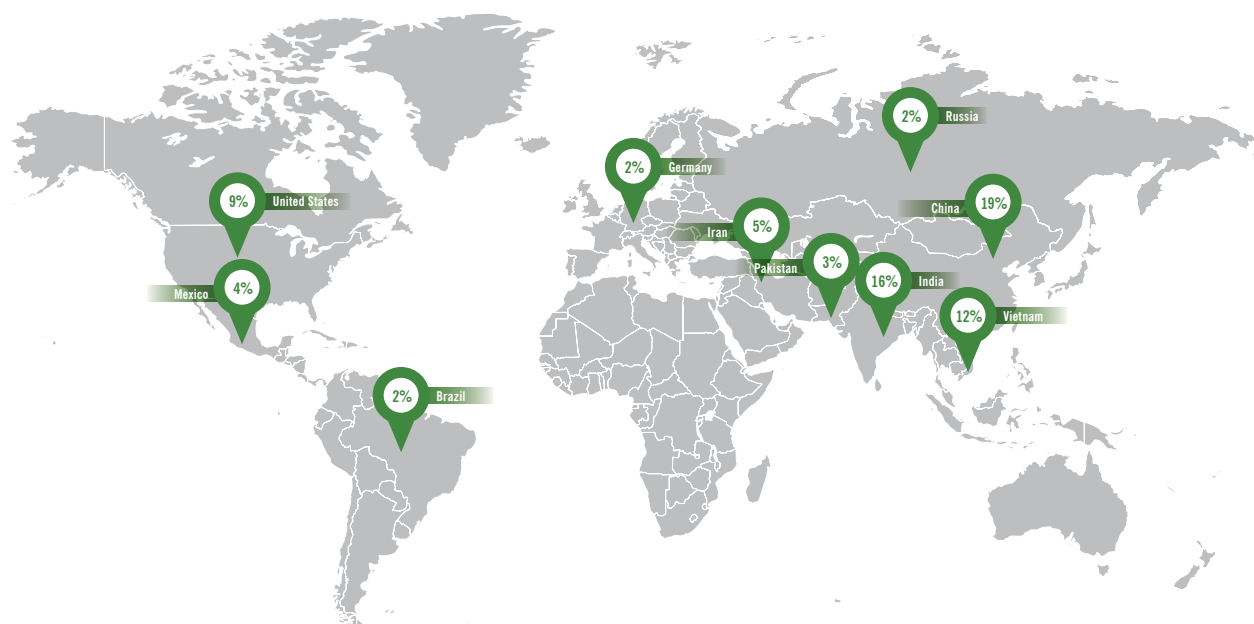 2%
Russia
2%
Germany
9%
United States
China
19%
Iran
5%
Pakistan
3%
16%
India
Mexico
4%
12%
Vietnam
2%
Brazil